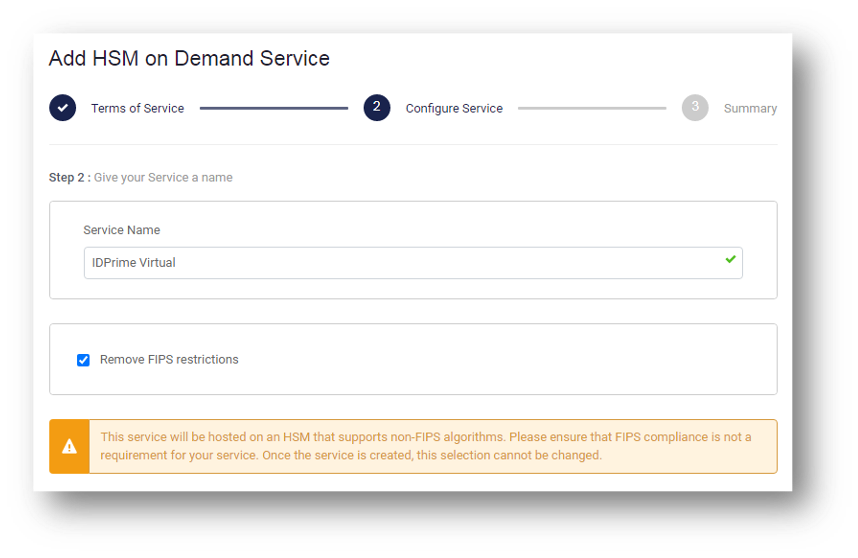 Add HSM on Demand Service
Terms of Service
2
Configure Service
3
Summary
Step 2 : Give your Service a name
Service Name
IDPrime Virtual
Remove FIPS restrictions
This service will be hosted on an HSM that supports non-FIPS algorithms. Please ensure that FIPS compliance is not a
requirement for your service. Once the service is created, this selection cannot be changed.